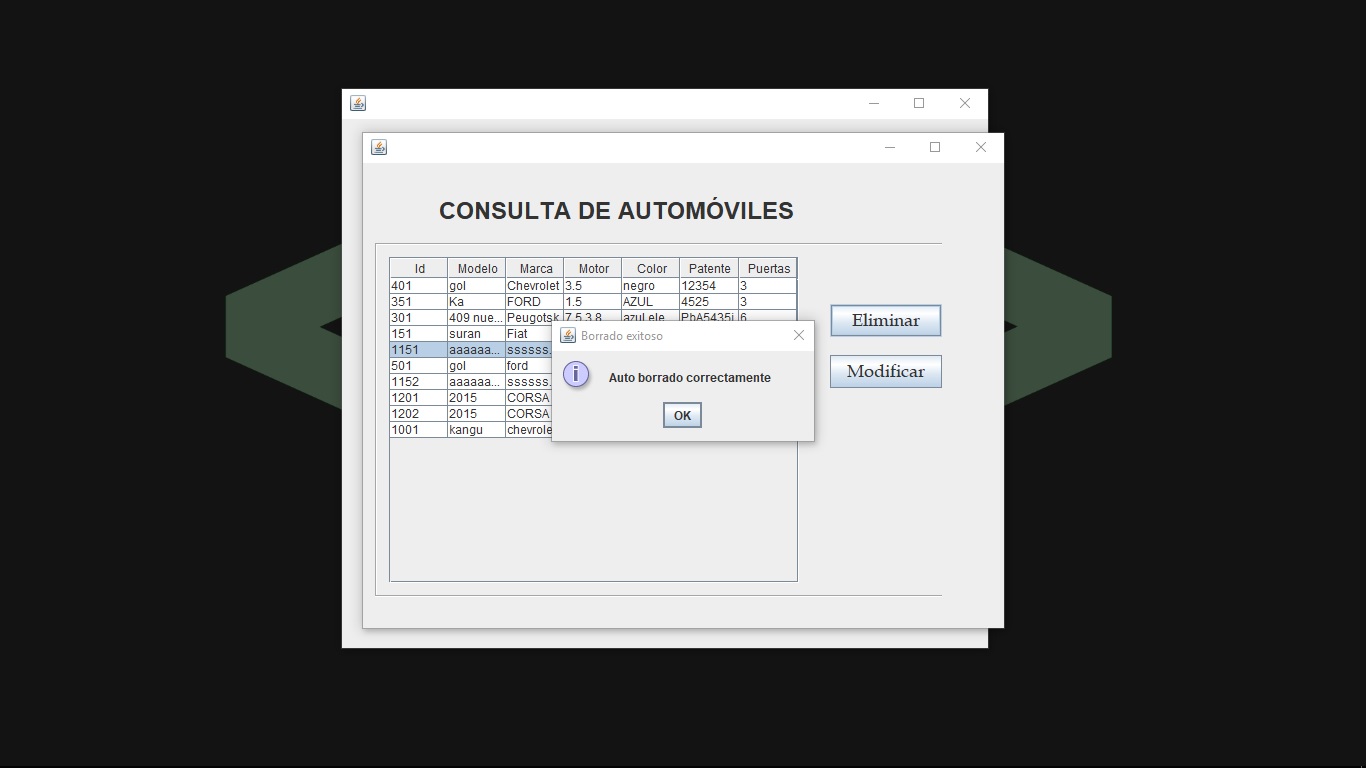 CONSULTA DE AUTOMÓVILES
Id Modelo Marca Motor Color Patente Puertas
401 gol Chevrolet 3.5 negro 12354 3
351 Ka FORD 1.5 AZUL 4525 3
301 409 nue... Peugotsk 7.5.3.8 azul ele PhA5435i 6
151 suran Fiat
1151 aaaaaa... ssssss.
501 gol ford
1152 aaaaaa... ssssss.
1201 2015 CORSA
1202 2015 CORSA
1001 kangu chevrole
Eliminar
Modificar
Borrado exitoso
i
Auto borrado correctamente
OK